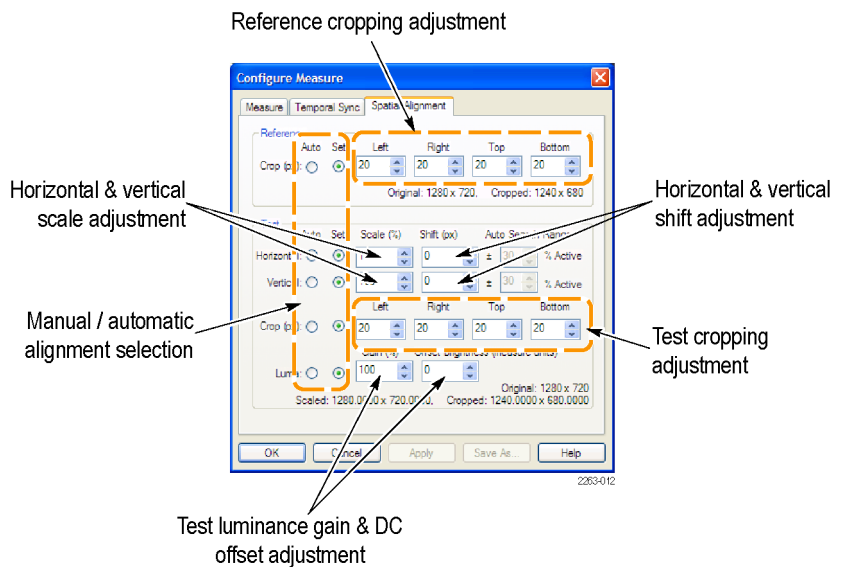 Reference cropping adjustment
Configure Measure
Measure Temporal Sync Spatial Alignment
Auto Set Left Right Top Bottom
20 20 20 20
Original: 1280 x 720, Cropped: 1240 x 680
Horizontal & vertical
scale adjustment
Horizontal & vertical
shift adjustment
Auto Set Scale (%) Shift (px) Auto
0 ± 30 % Active
0 ± 30 % Active
Left Right Top Bottom
20 20 20 20
Manual / automatic
alignment selection
Test cropping
adjustment
100 0
Original: 1280 x 720
Scaled: 1280.0000 x 720.0000, Cropped: 1240.0000 x 680.0000
OK Cancel Apply Save As... Help
2263-012
Test luminance gain & DC
offset adjustment